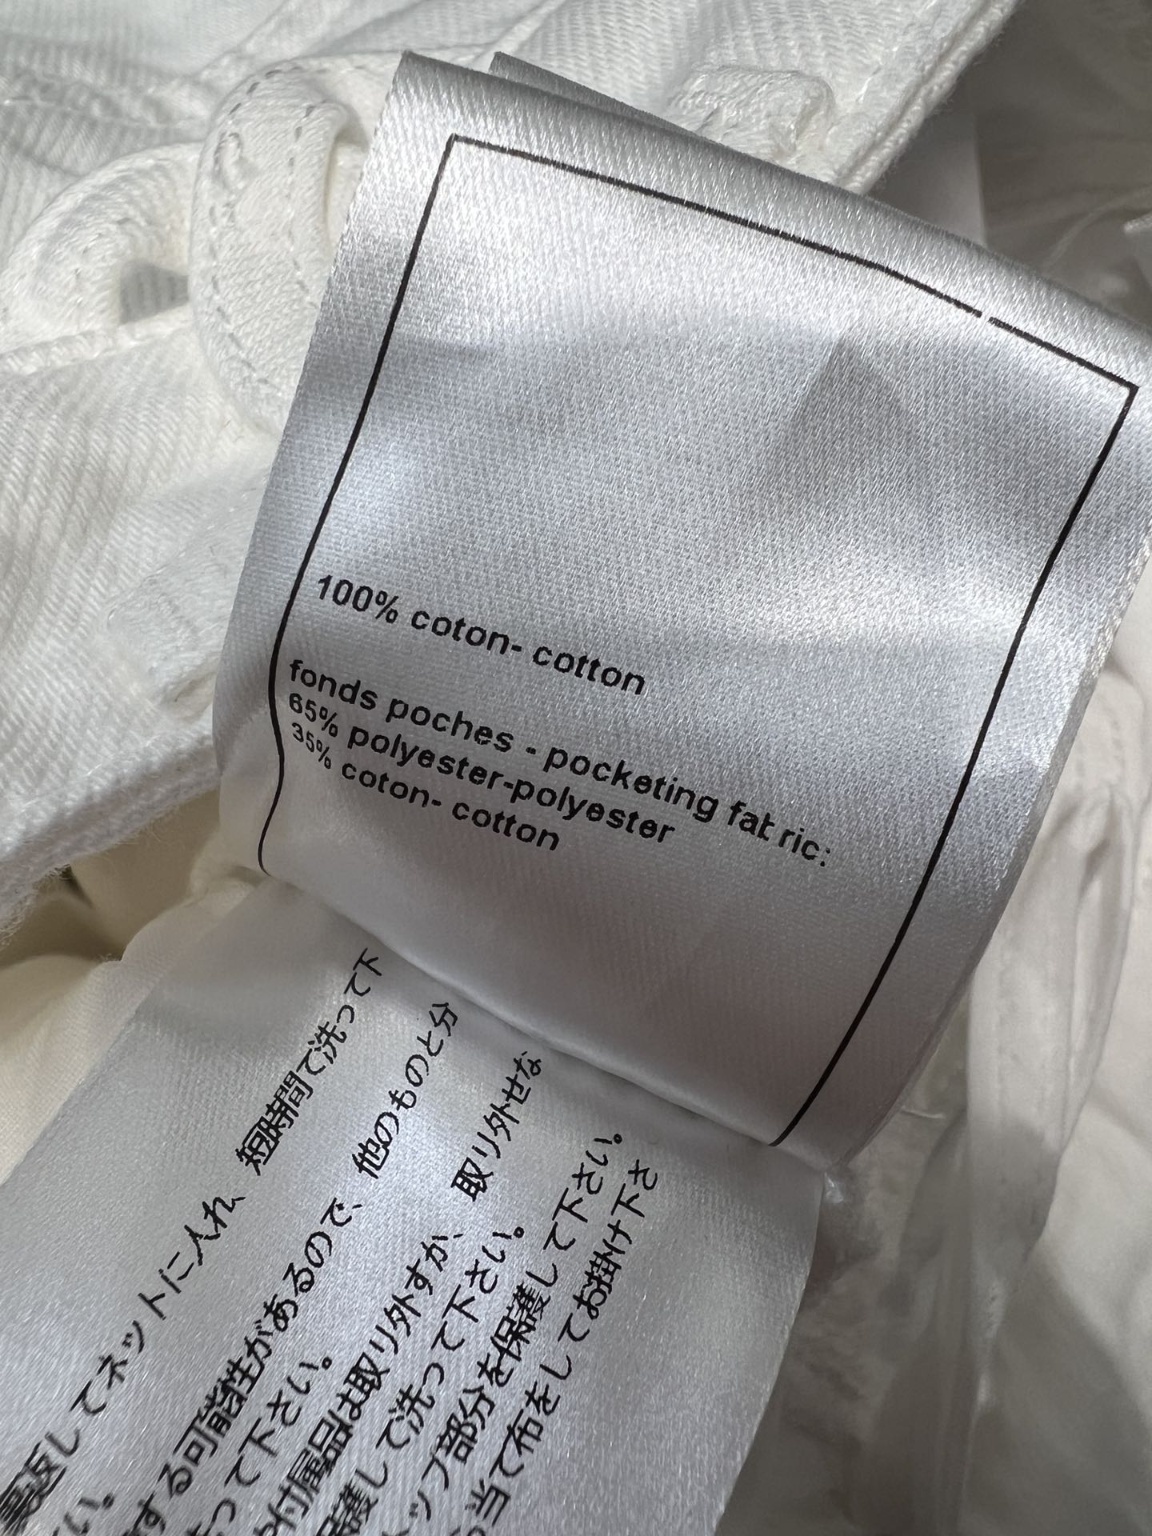 100% coton- cotton
fonds poches - pocketing fabric:
65% polyester-polyester
35% coton- cotton
裏返してネットに入れ、短時間で洗って下
さい。
する可能性があるので、他のものと分
って下さい。
付属品は取り外すか、取り外せな
保護して洗って下さい。
ップ部分を保護して下さい。
当て布をしてお掛け下さ